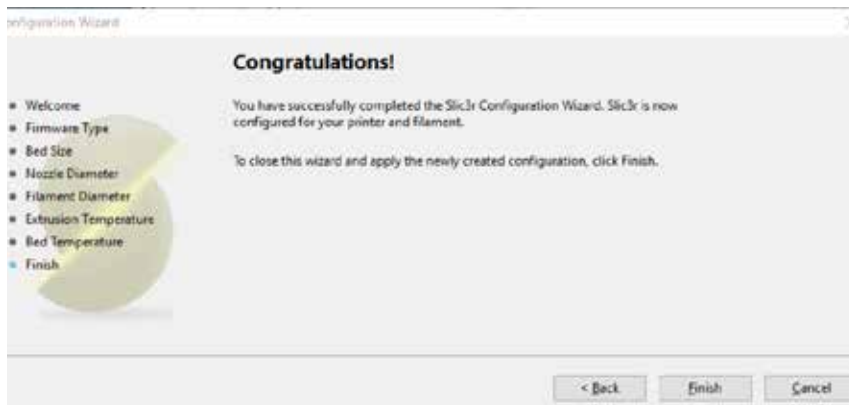 Configuration Wizard
Congratulations!
Welcome
Firmware Type
Bed Size
Nozzle Diameter
Filament Diameter
Extrusion Temperature
Bed Temperature
Finish
You have successfully completed the Slic3r Configuration Wizard. Slic3r is now
configured for your printer and filament.
To close this wizard and apply the newly created configuration, click Finish.
< Back
Finish
Cancel